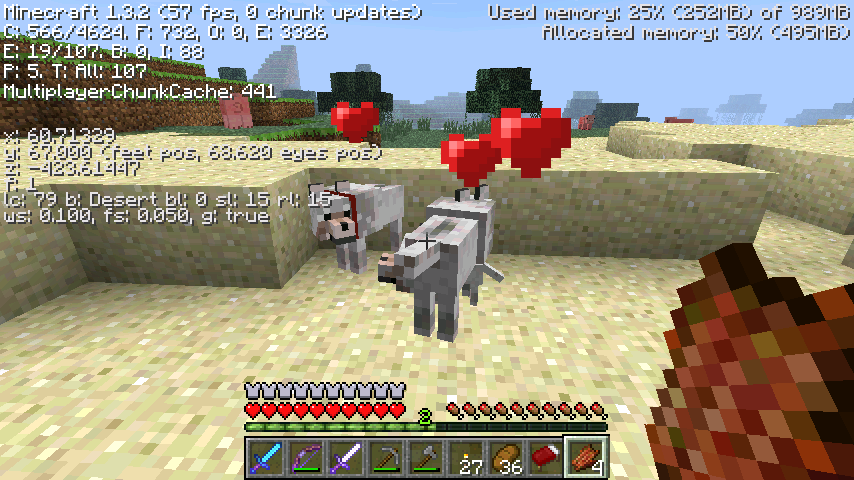 Minecraft 1.3.2 (57 fps, 0 chunk updates)
Used memory: 25% (252MB) of 989MB
C: 566/4624, F: 732, O: 0, E: 3326
Allocated memory: 50% (495MB)
E: 19/107, B: 0, I: 88
P: 5, T: All: 107
MultiplayerChunkCache: 441
x: 60.71329
y: 67.000 (feet pos, 68.620 eyes pos)
z: -423.61447
f: 1
lc: 79 b: Desert bl: 0 sl: 15 rl: 15
ws: 0.100, fs: 0.050, g: true
2
27 36 4